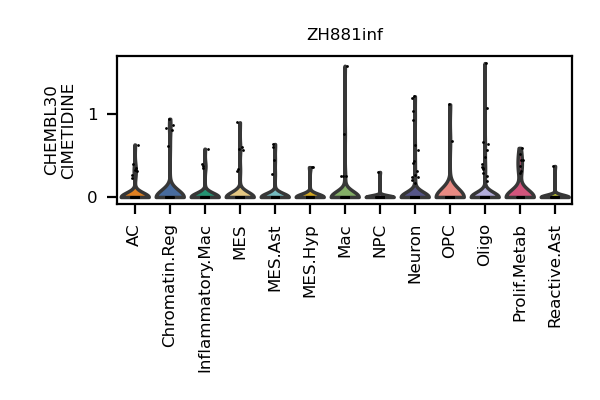 ZH881inf
CHEMBL30
CIMETIDINE
1
0
AC
Chromatin.Reg
Inflammatory.Mac
MES
MES.Ast
MES.Hyp
Mac
NPC
Neuron
OPC
Oligo
Prolif.Metab
Reactive.Ast